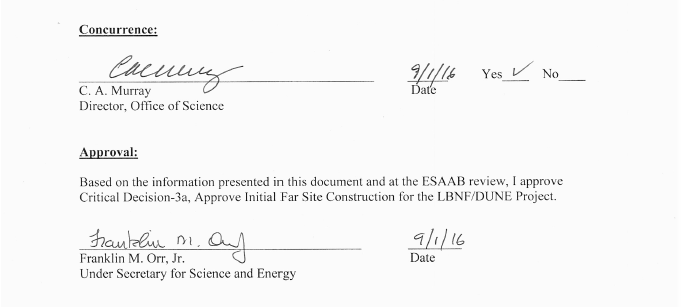 Concurrence:
CAMurray 9/1/16 Yes ✓ No
C. A. Murray Date
Director, Office of Science
Approval:
Based on the information presented in this document and at the ESAAB review, I approve
Critical Decision-3a, Approve Initial Far Site Construction for the LBNF/DUNE Project.
Franklin M. Orr 9/1/16
Franklin M. Orr, Jr. Date
Under Secretary for Science and Energy